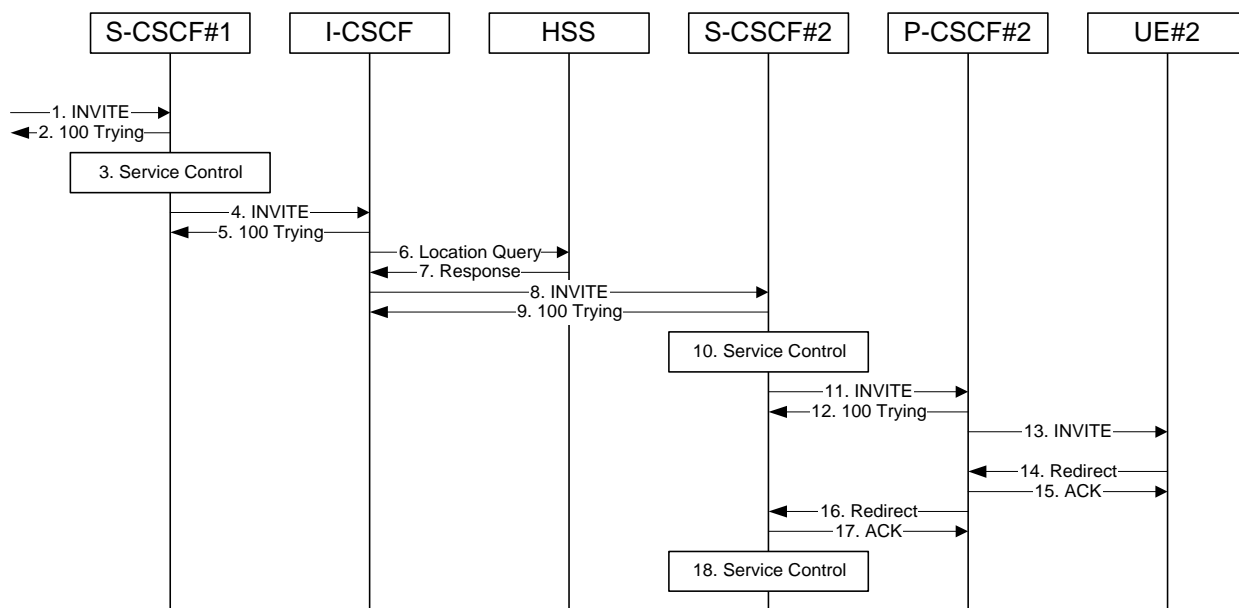 S-CSCF#1
I-CSCF
HSS
S-CSCF#2
P-CSCF#2
UE#2
1. INVITE
2. 100 Trying
3. Service Control
4. INVITE
5. 100 Trying
6. Location Query
7. Response
8. INVITE
9. 100 Trying
10. Service Control
11. INVITE
12. 100 Trying
13. INVITE
14. Redirect
15. ACK
16. Redirect
17. ACK
18. Service Control